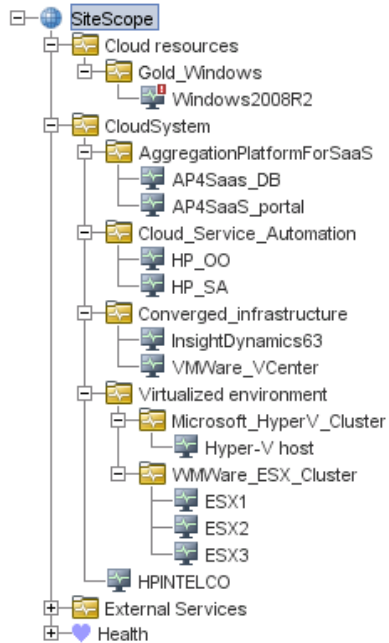 SiteScope
Cloud resources
Gold_Windows
Windows2008R2
CloudSystem
AggregationPlatformForSaaS
AP4Saas_DB
AP4SaaS_portal
Cloud_Service_Automation
HP_OO
HP_SA
Converged_infrastructure
InsightDynamics63
VMWare_VCenter
Virtualized environment
Microsoft_HyperV_Cluster
Hyper-V host
WMWare_ESX_Cluster
ESX1
ESX2
ESX3
HPINTELCO
External Services
Health